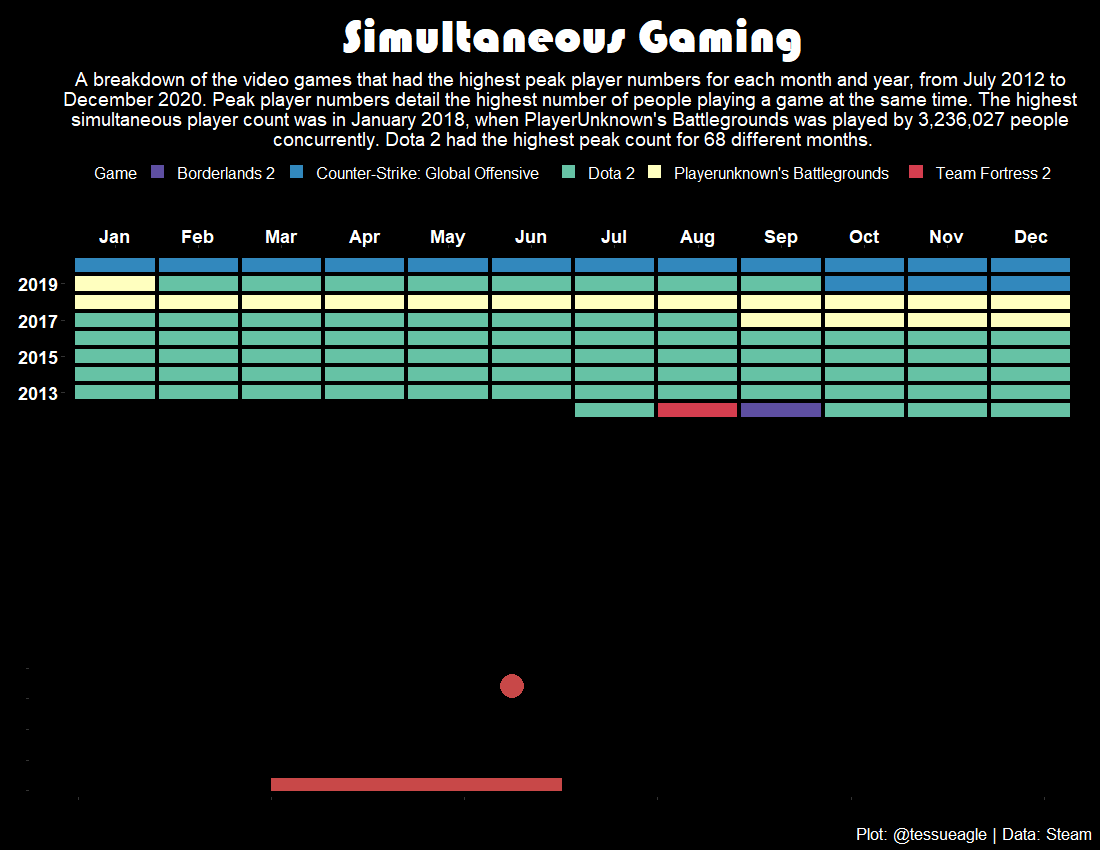 Simultaneous Gaming
A breakdown of the video games that had the highest peak player numbers for each month and year, from July 2012 to
December 2020. Peak player numbers detail the highest number of people playing a game at the same time. The highest
simultaneous player count was in January 2018, when PlayerUnknown's Battlegrounds was played by 3,236,027 people
concurrently. Dota 2 had the highest peak count for 68 different months.
Game Borderlands 2 Counter-Strike: Global Offensive Dota 2 Playerunknown's Battlegrounds Team Fortress 2
Jan Feb Mar Apr May Jun Jul Aug Sep Oct Nov Dec
2019
2017
2015
2013
Plot: @tessueagle | Data: Steam